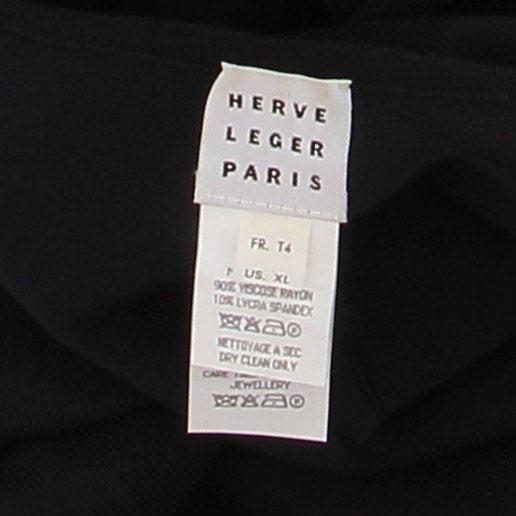 HERVE
LEGER
PARIS
FR. T4
US. XL
90% VISCOSE RAYON
10% LYCRA SPANDEX
NETTOYAGE A SEC
DRY CLEAN ONLY
CARE
JEWELLERY